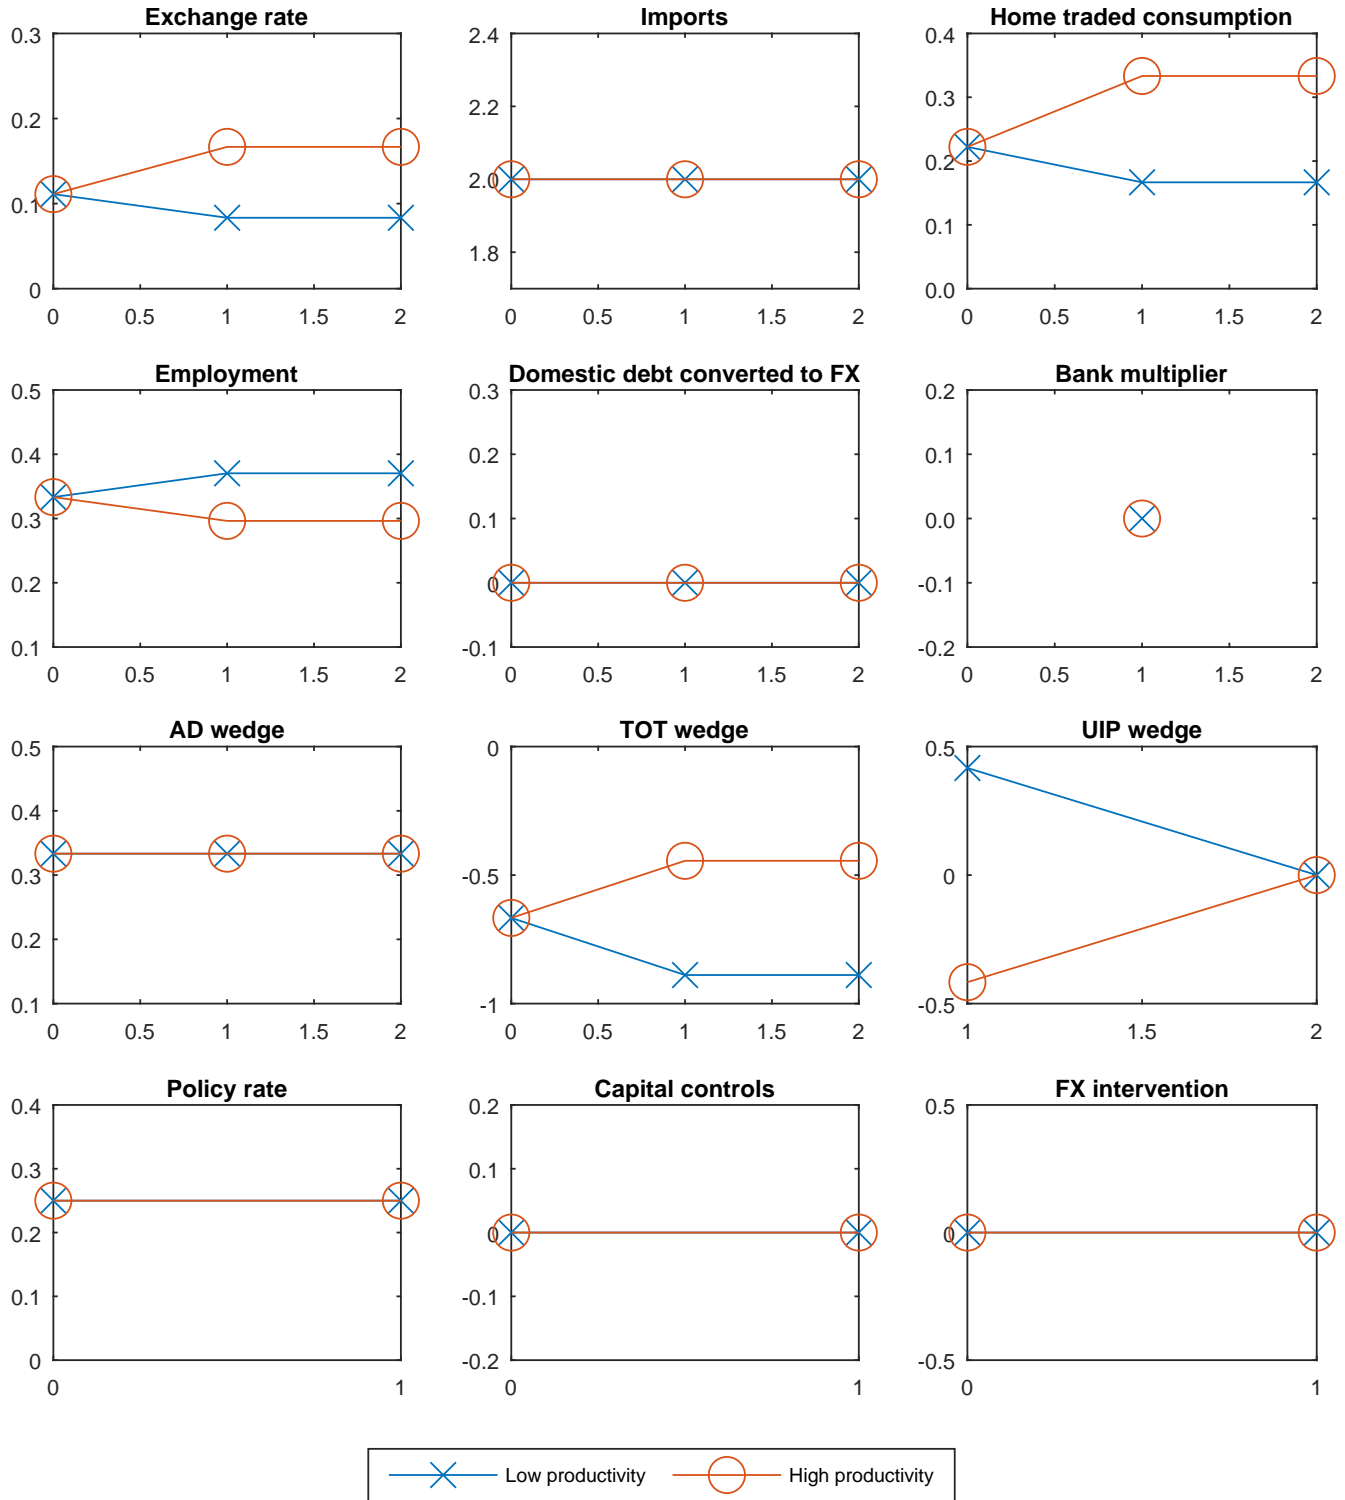 Exchange rate
0.3
0.2
0.1
0
0 0.5 1 1.5 2
Imports
2.4
2.2
2.0
1.8
0 0.5 1 1.5 2
Home traded consumption
0.4
0.3
0.2
0.1
0.0
0 0.5 1 1.5 2
Employment
0.5
0.4
0.3
0.2
0.1
0 0.5 1 1.5 2
Domestic debt converted to FX
0.3
0.2
0.1
0
-0.1
0 0.5 1 1.5 2
Bank multiplier
0.2
0.1
0.0
-0.1
-0.2
0 0.5 1 1.5 2
AD wedge
0.5
0.4
0.3
0.2
0.1
0 0.5 1 1.5 2
TOT wedge
0
-0.5
-1
0 0.5 1 1.5 2
UIP wedge
0.5
0
-0.5
1 1.5 2
Policy rate
0.4
0.3
0.2
0.1
0
0 1
Capital controls
0.2
0.1
0
-0.1
-0.2
0 1
FX intervention
0.5
0
-0.5
0 1
Low productivity High productivity